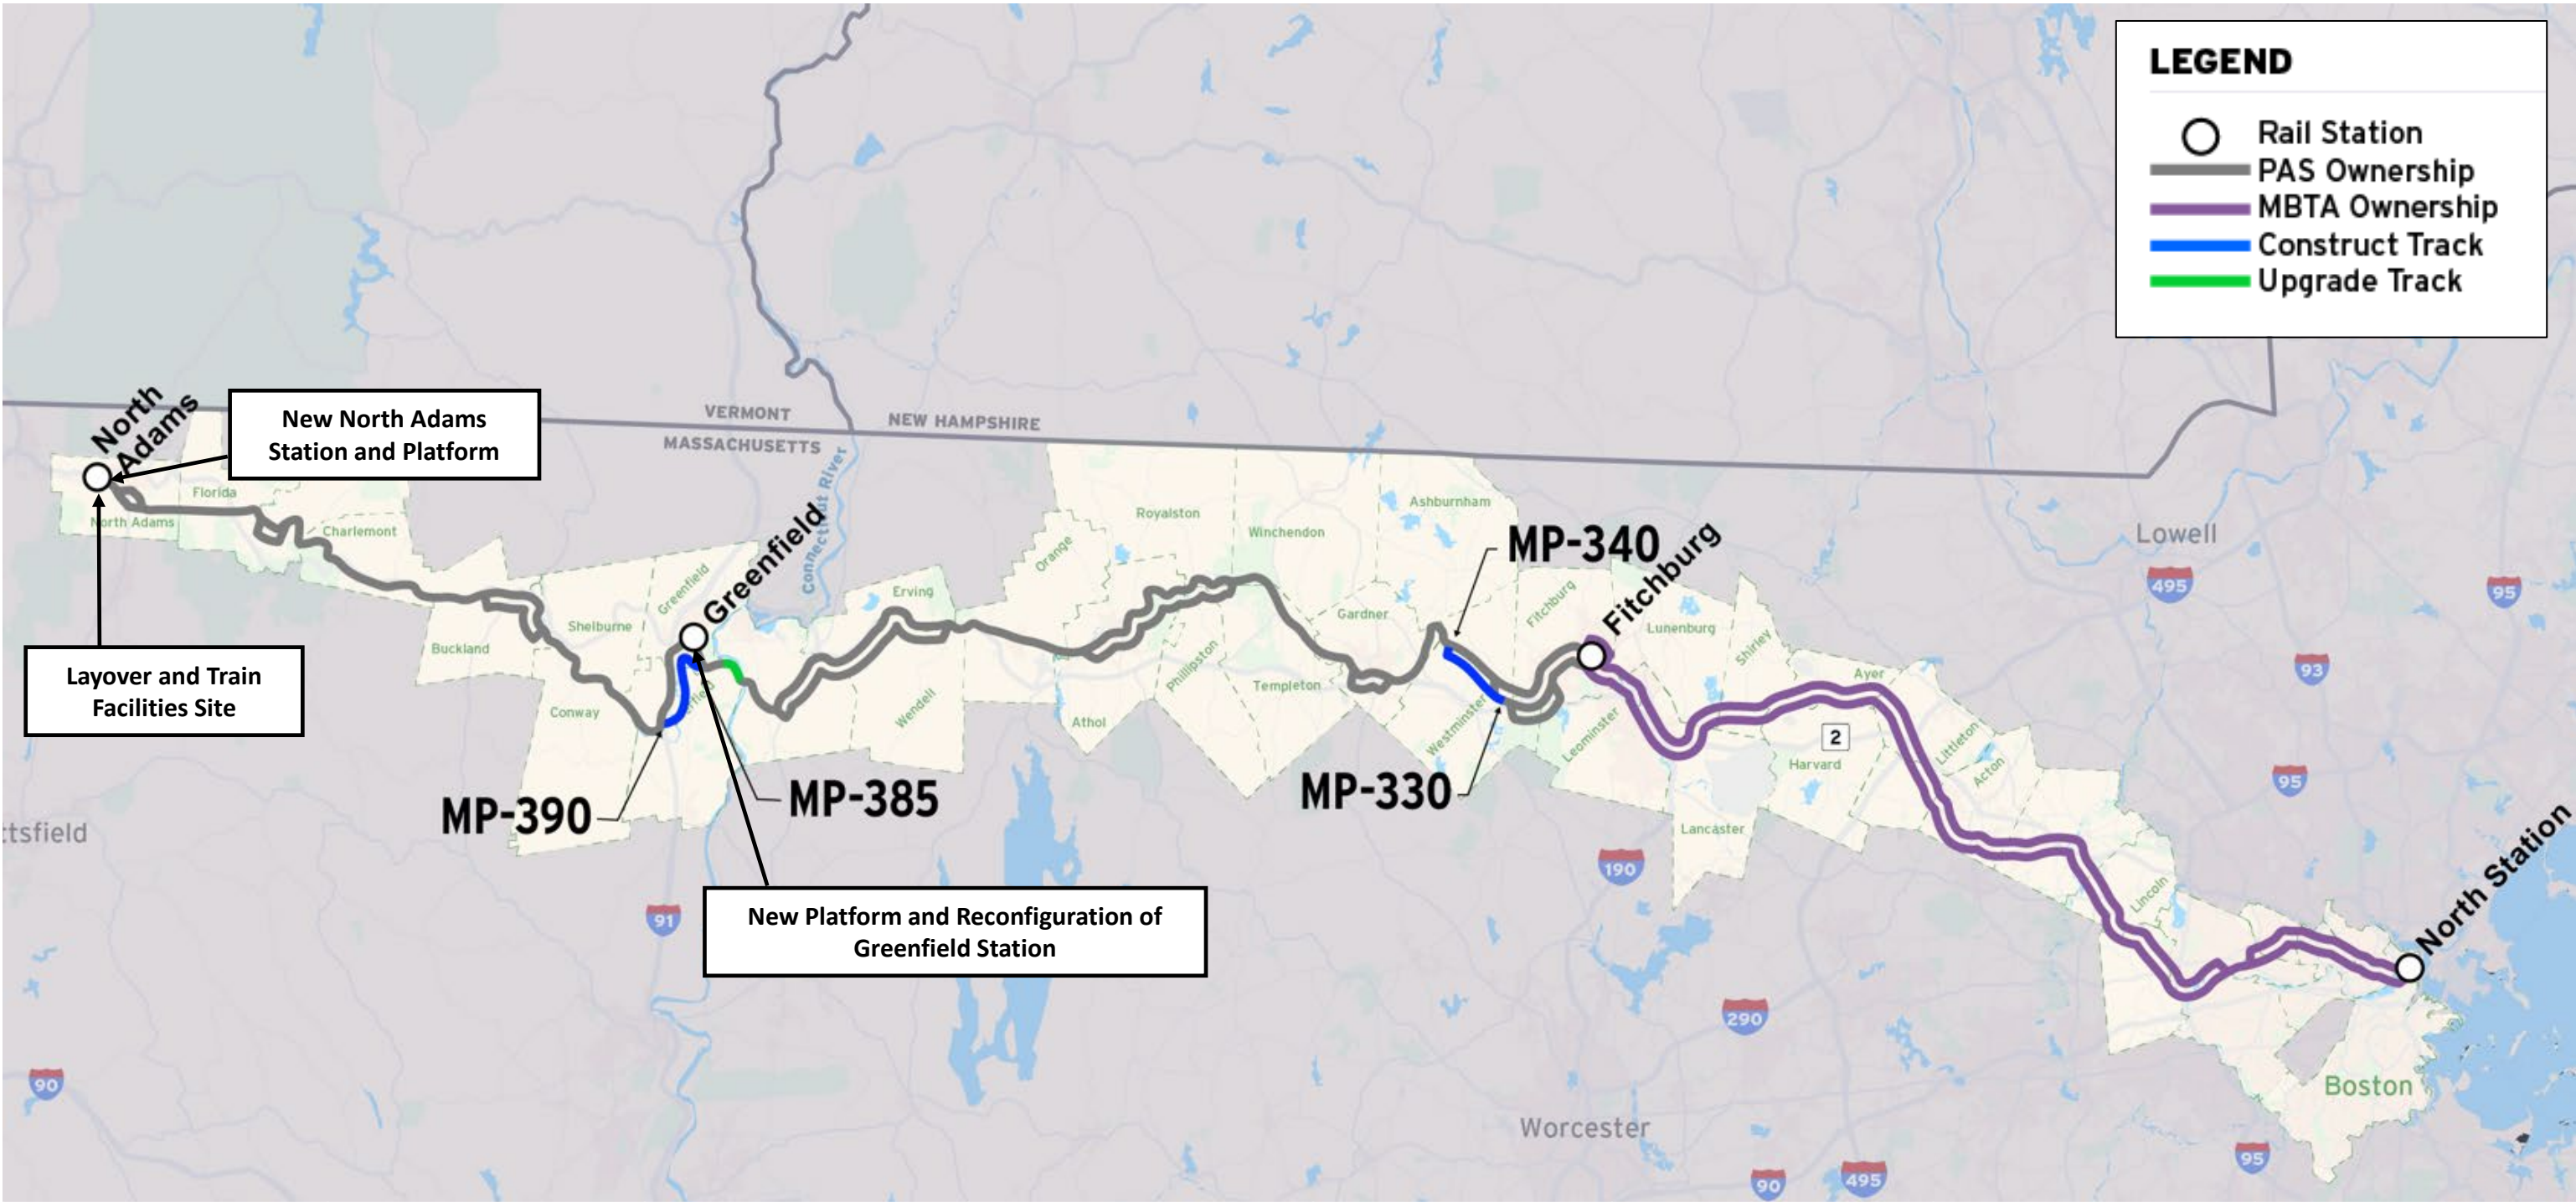 LEGEND
Rail Station
PAS Ownership
MBTA Ownership
Construct Track
Upgrade Track
North
Adams
New North Adams
Station and Platform
VERMONT
NEW HAMPSHIRE
MASSACHUSETTS
Connecticut River
Florida
North Adams
Charlemont
Layover and Train
Facilities Site
Buckland
Shelburne
Greenfield
Greenfield
Conway
Erving
Wendell
Orange
Athol
Royalston
Phillipston
Winchendon
Templeton
Gardner
Ashburnham
Westminster
MP-340
Fitchburg
Fitchburg
Leominster
Lunenburg
Shirley
Lancaster
Ayer
2
Harvard
Littleton
Acton
Lincoln
Lowell
495
95
93
95
MP-390
MP-385
MP-330
New Platform and Reconfiguration of
Greenfield Station
ttsfield
91
190
290
North Station
Boston
Worcester
90
90
495
95